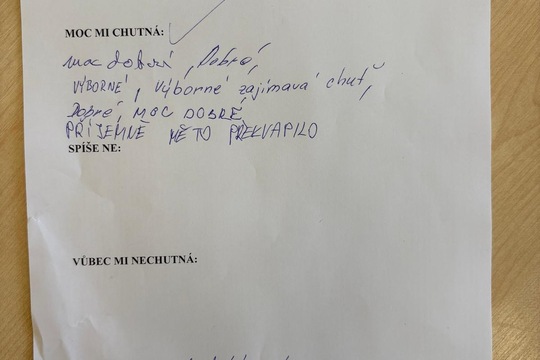 MOC MI CHUTNÁ:
moc dobrá, Dobré,
VÝBORNÉ, Výborné zajímavá chuť,
Dobré, MOC DOBRÉ,
PŘÍJEMNĚ MĚ TO PŘEKVAPILO
SPÍŠE NE:
VŮBEC MI NECHUTNÁ: